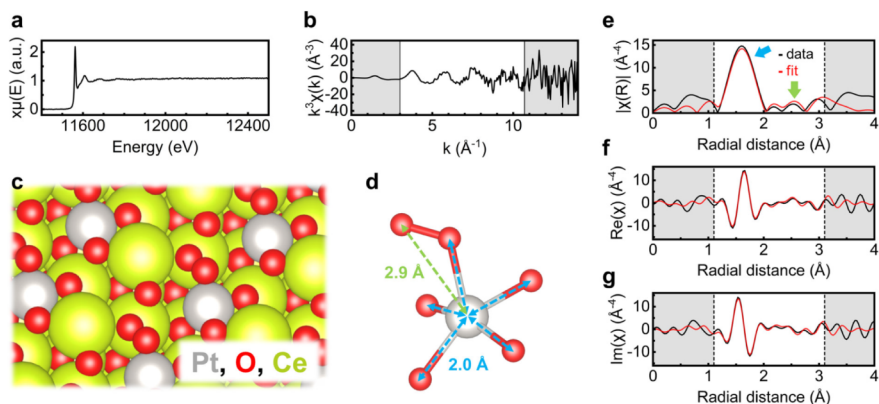 a
xμ(E) (a.u.)
2
1
0
11600
12000
12500
Energy (eV)
b
k³χ(k) (Å⁻³)
40
20
0
-20
-40
0
5
10
k (Å⁻¹)
c
Pt, O, Ce
d
2.9 Å
2.0 Å
e
|χ(R)| (Å⁻⁴)
15
10
5
0
- data
- fit
0
1
2
3
4
Radial distance (Å)
f
Re(χ) (Å⁻⁴)
10
0
-10
0
1
2
3
4
Radial distance (Å)
g
Im(χ) (Å⁻⁴)
10
0
-10
0
1
2
3
4
Radial distance (Å)